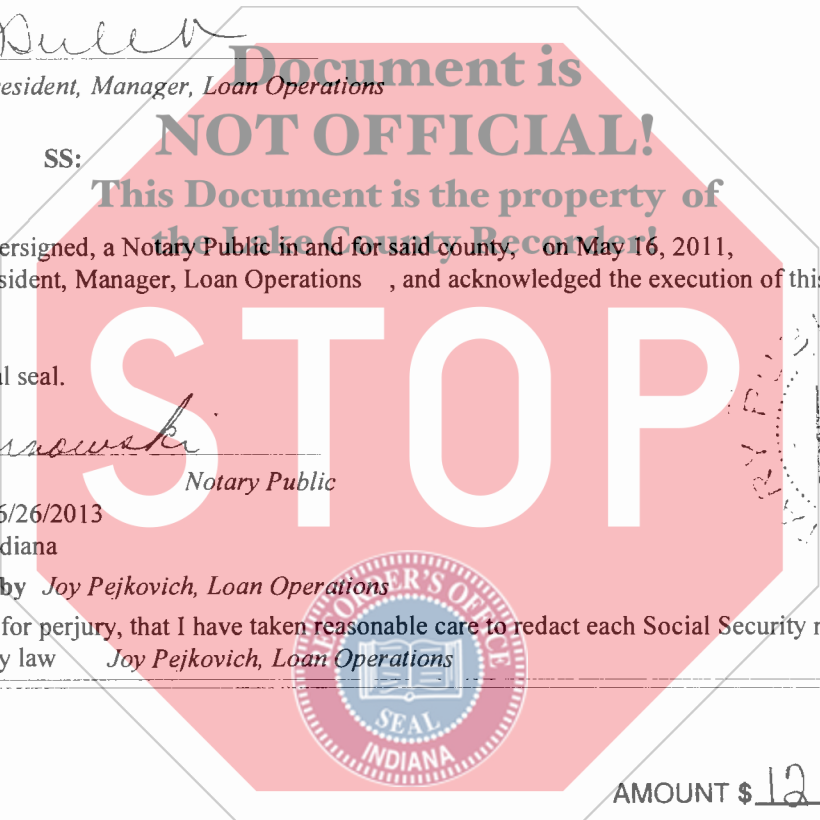 Document is
esident, Manager, Loan Operations
NOT OFFICIAL!
SS:
This Document is the property of
the Lake County Recorder!
ersigned, a Notary Public in and for said county, on May 16, 2011,
sident, Manager, Loan Operations , and acknowledged the execution of this
STOP
l seal.
Notary Public
6/26/2013
diana
by Joy Pejkovich, Loan Operations
for perjury, that I have taken reasonable care to redact each Social Security
y law Joy Pejkovich, Loan Operations
RECORDER'S OFFICE
SEAL
INDIANA
AMOUNT $ 12